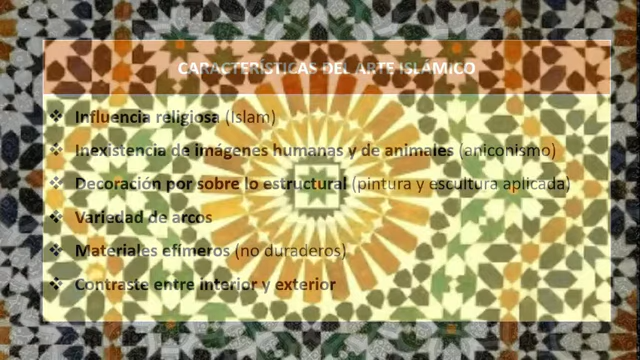 CARACTERÍSTICAS DEL ARTE ISLÁMICO
❖ Influencia religiosa (Islam)
❖ Inexistencia de imágenes humanas y de animales (aniconismo)
❖ Decoración por sobre lo estructural (pintura y escultura aplicada)
❖ Variedad de arcos
❖ Materiales efímeros (no duraderos)
❖ Contraste entre interior y exterior